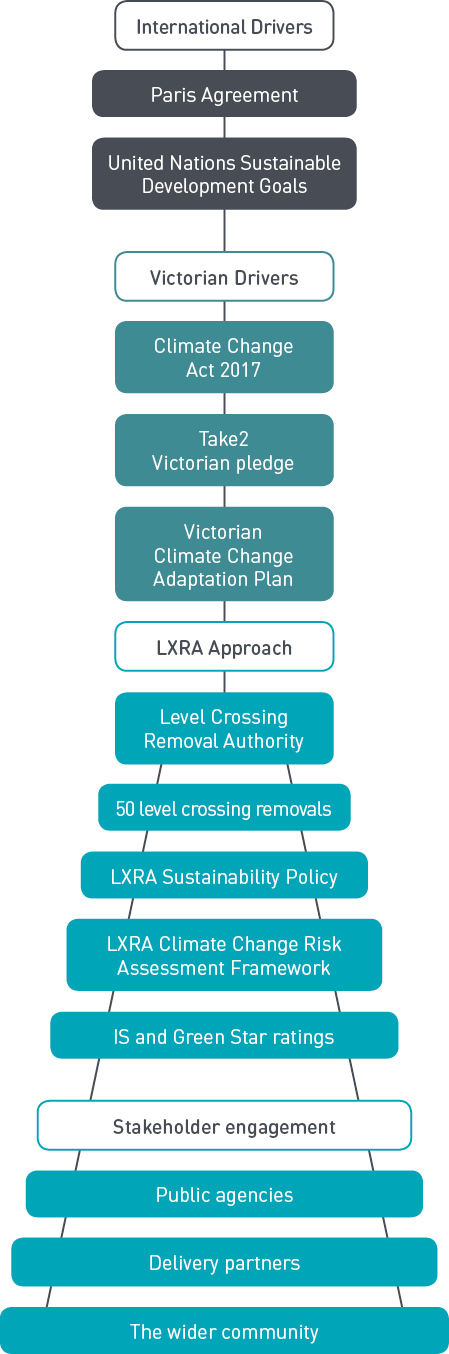 International Drivers
Paris Agreement
United Nations Sustainable
Development Goals
Victorian Drivers
Climate Change
Act 2017
Take2
Victorian pledge
Victorian
Climate Change
Adaptation Plan
LXRA Approach
Level Crossing
Removal Authority
50 level crossing removals
LXRA Sustainability Policy
LXRA Climate Change Risk
Assessment Framework
IS and Green Star ratings
Stakeholder engagement
Public agencies
Delivery partners
The wider community